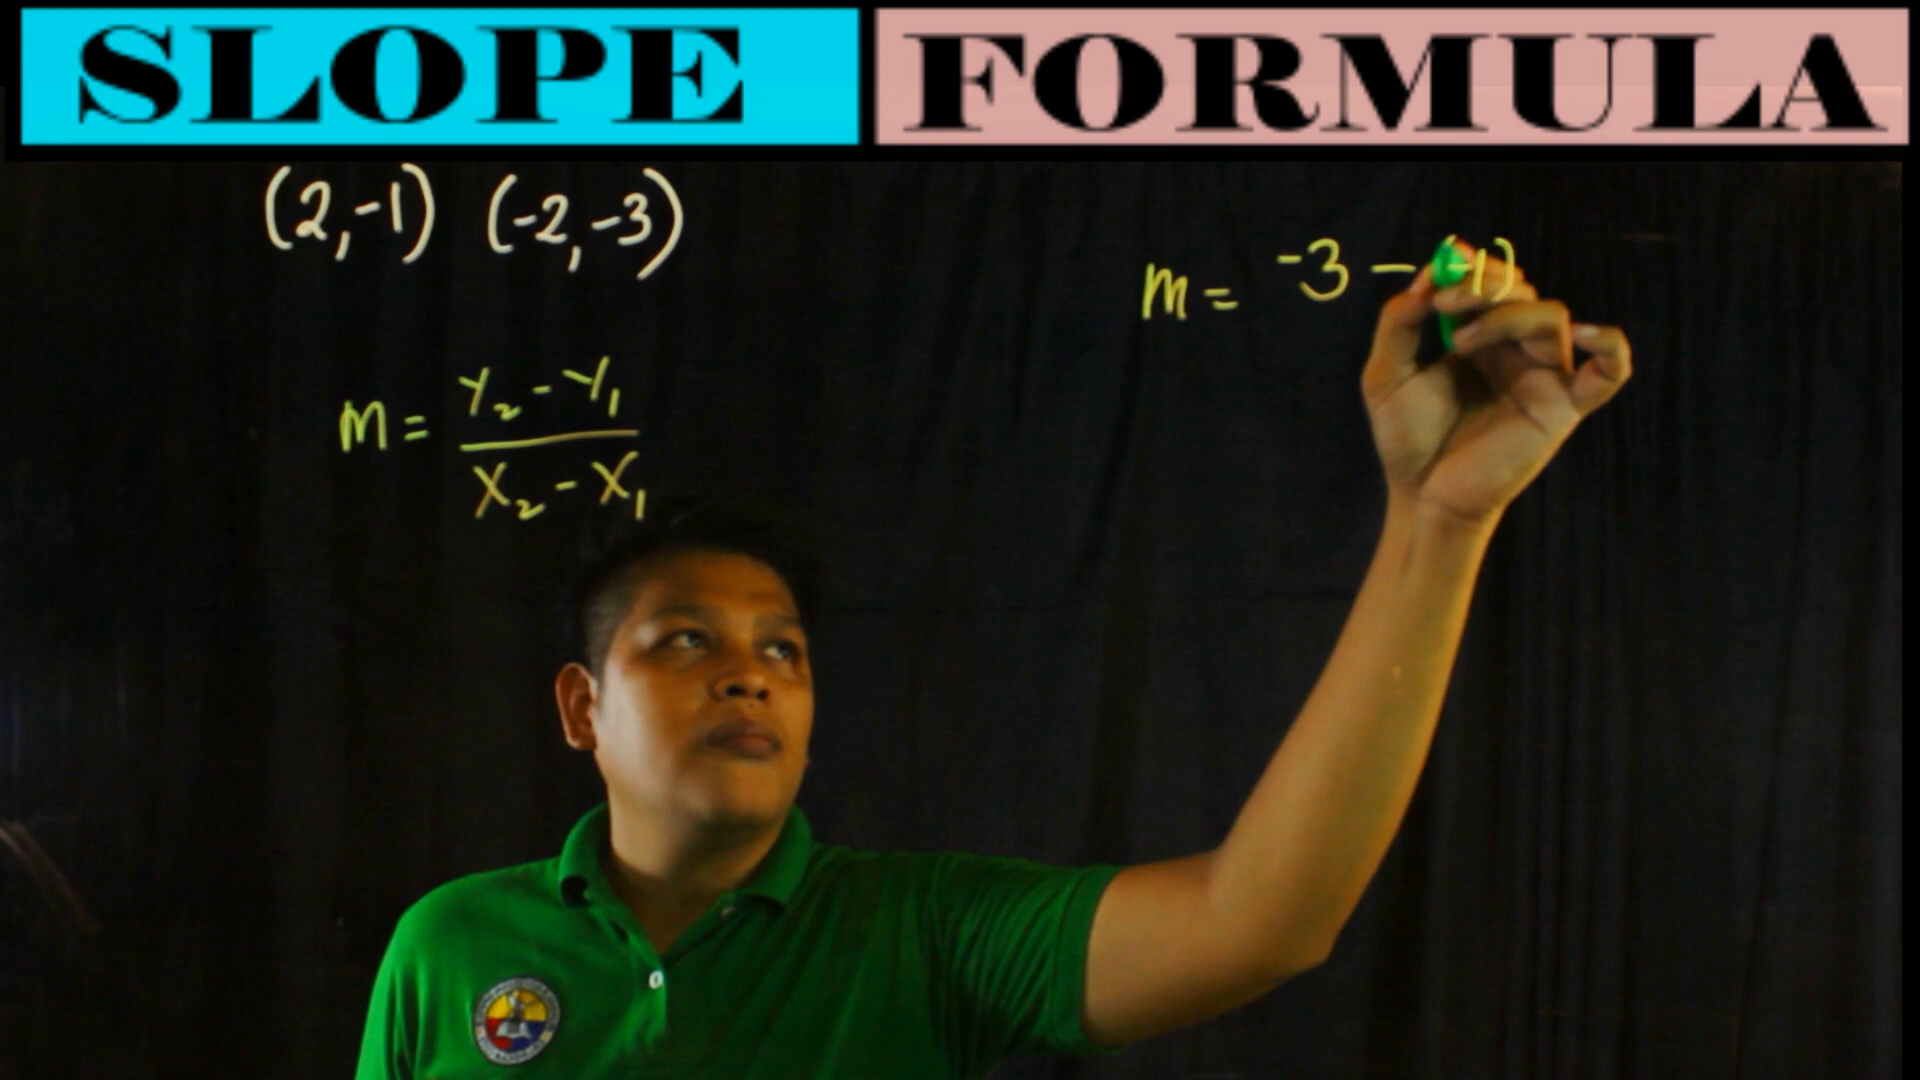 SLOPE FORMULA
(2,-1) (-2,-3)
m = -3 - (-1)
m = Y₂ - Y₁
X₂ - X₁